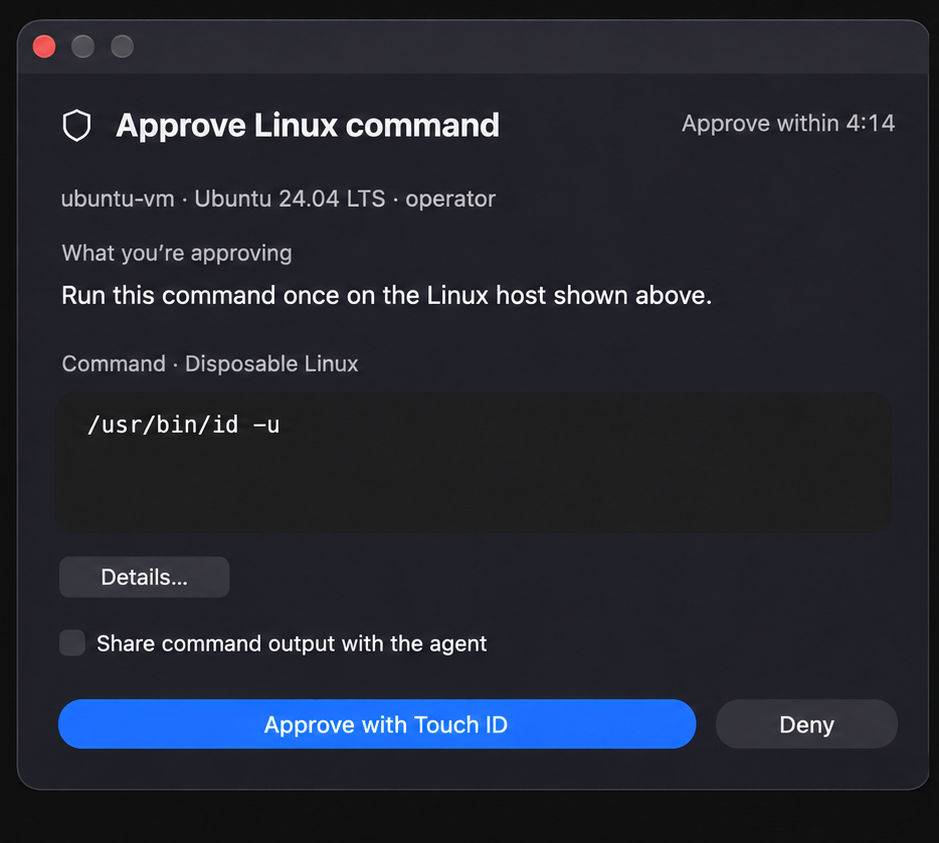 Approve Linux command
Approve within 4:14
ubuntu-vm · Ubuntu 24.04 LTS · operator
What you’re approving
Run this command once on the Linux host shown above.
Command · Disposable Linux
/usr/bin/id -u
Details...
Share command output with the agent
Approve with Touch ID
Deny